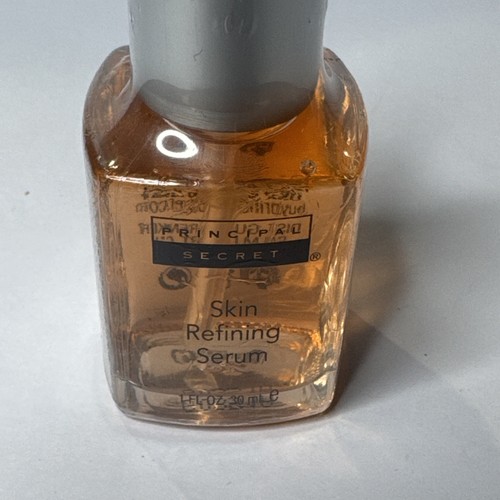 PRINCIPAL
SECRET®
Skin
Refining
Serum
1 FL OZ 30 ml e